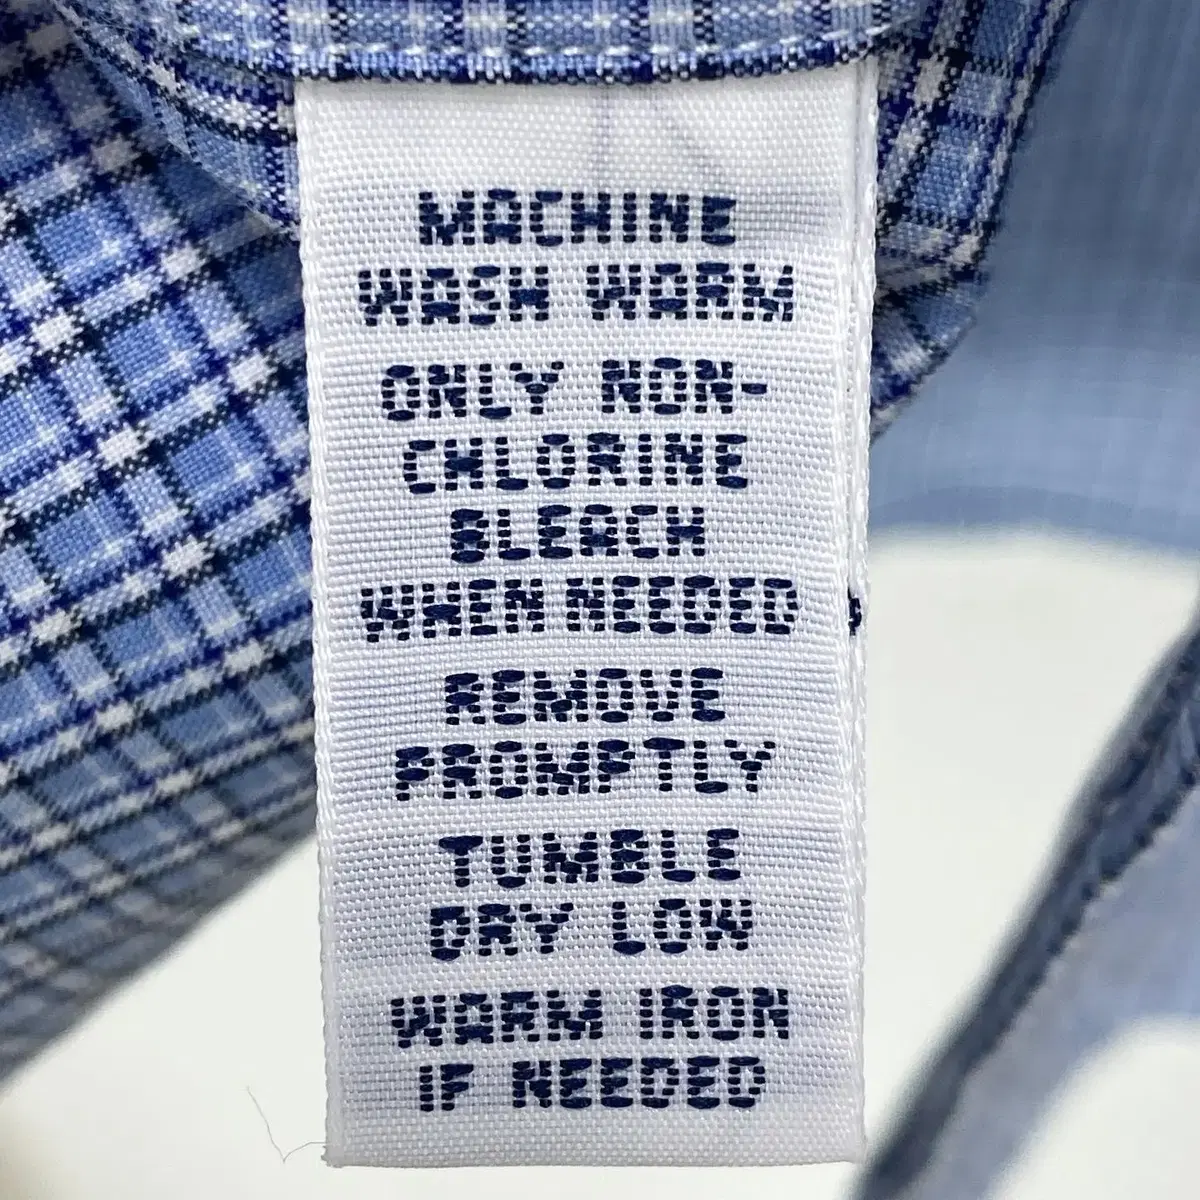 MACHINE
WASH WARM
ONLY NON-
CHLORINE
BLEACH
WHEN NEEDED
REMOVE
PROMPTLY
TUMBLE
DRY LOW
WARM IRON
IF NEEDED